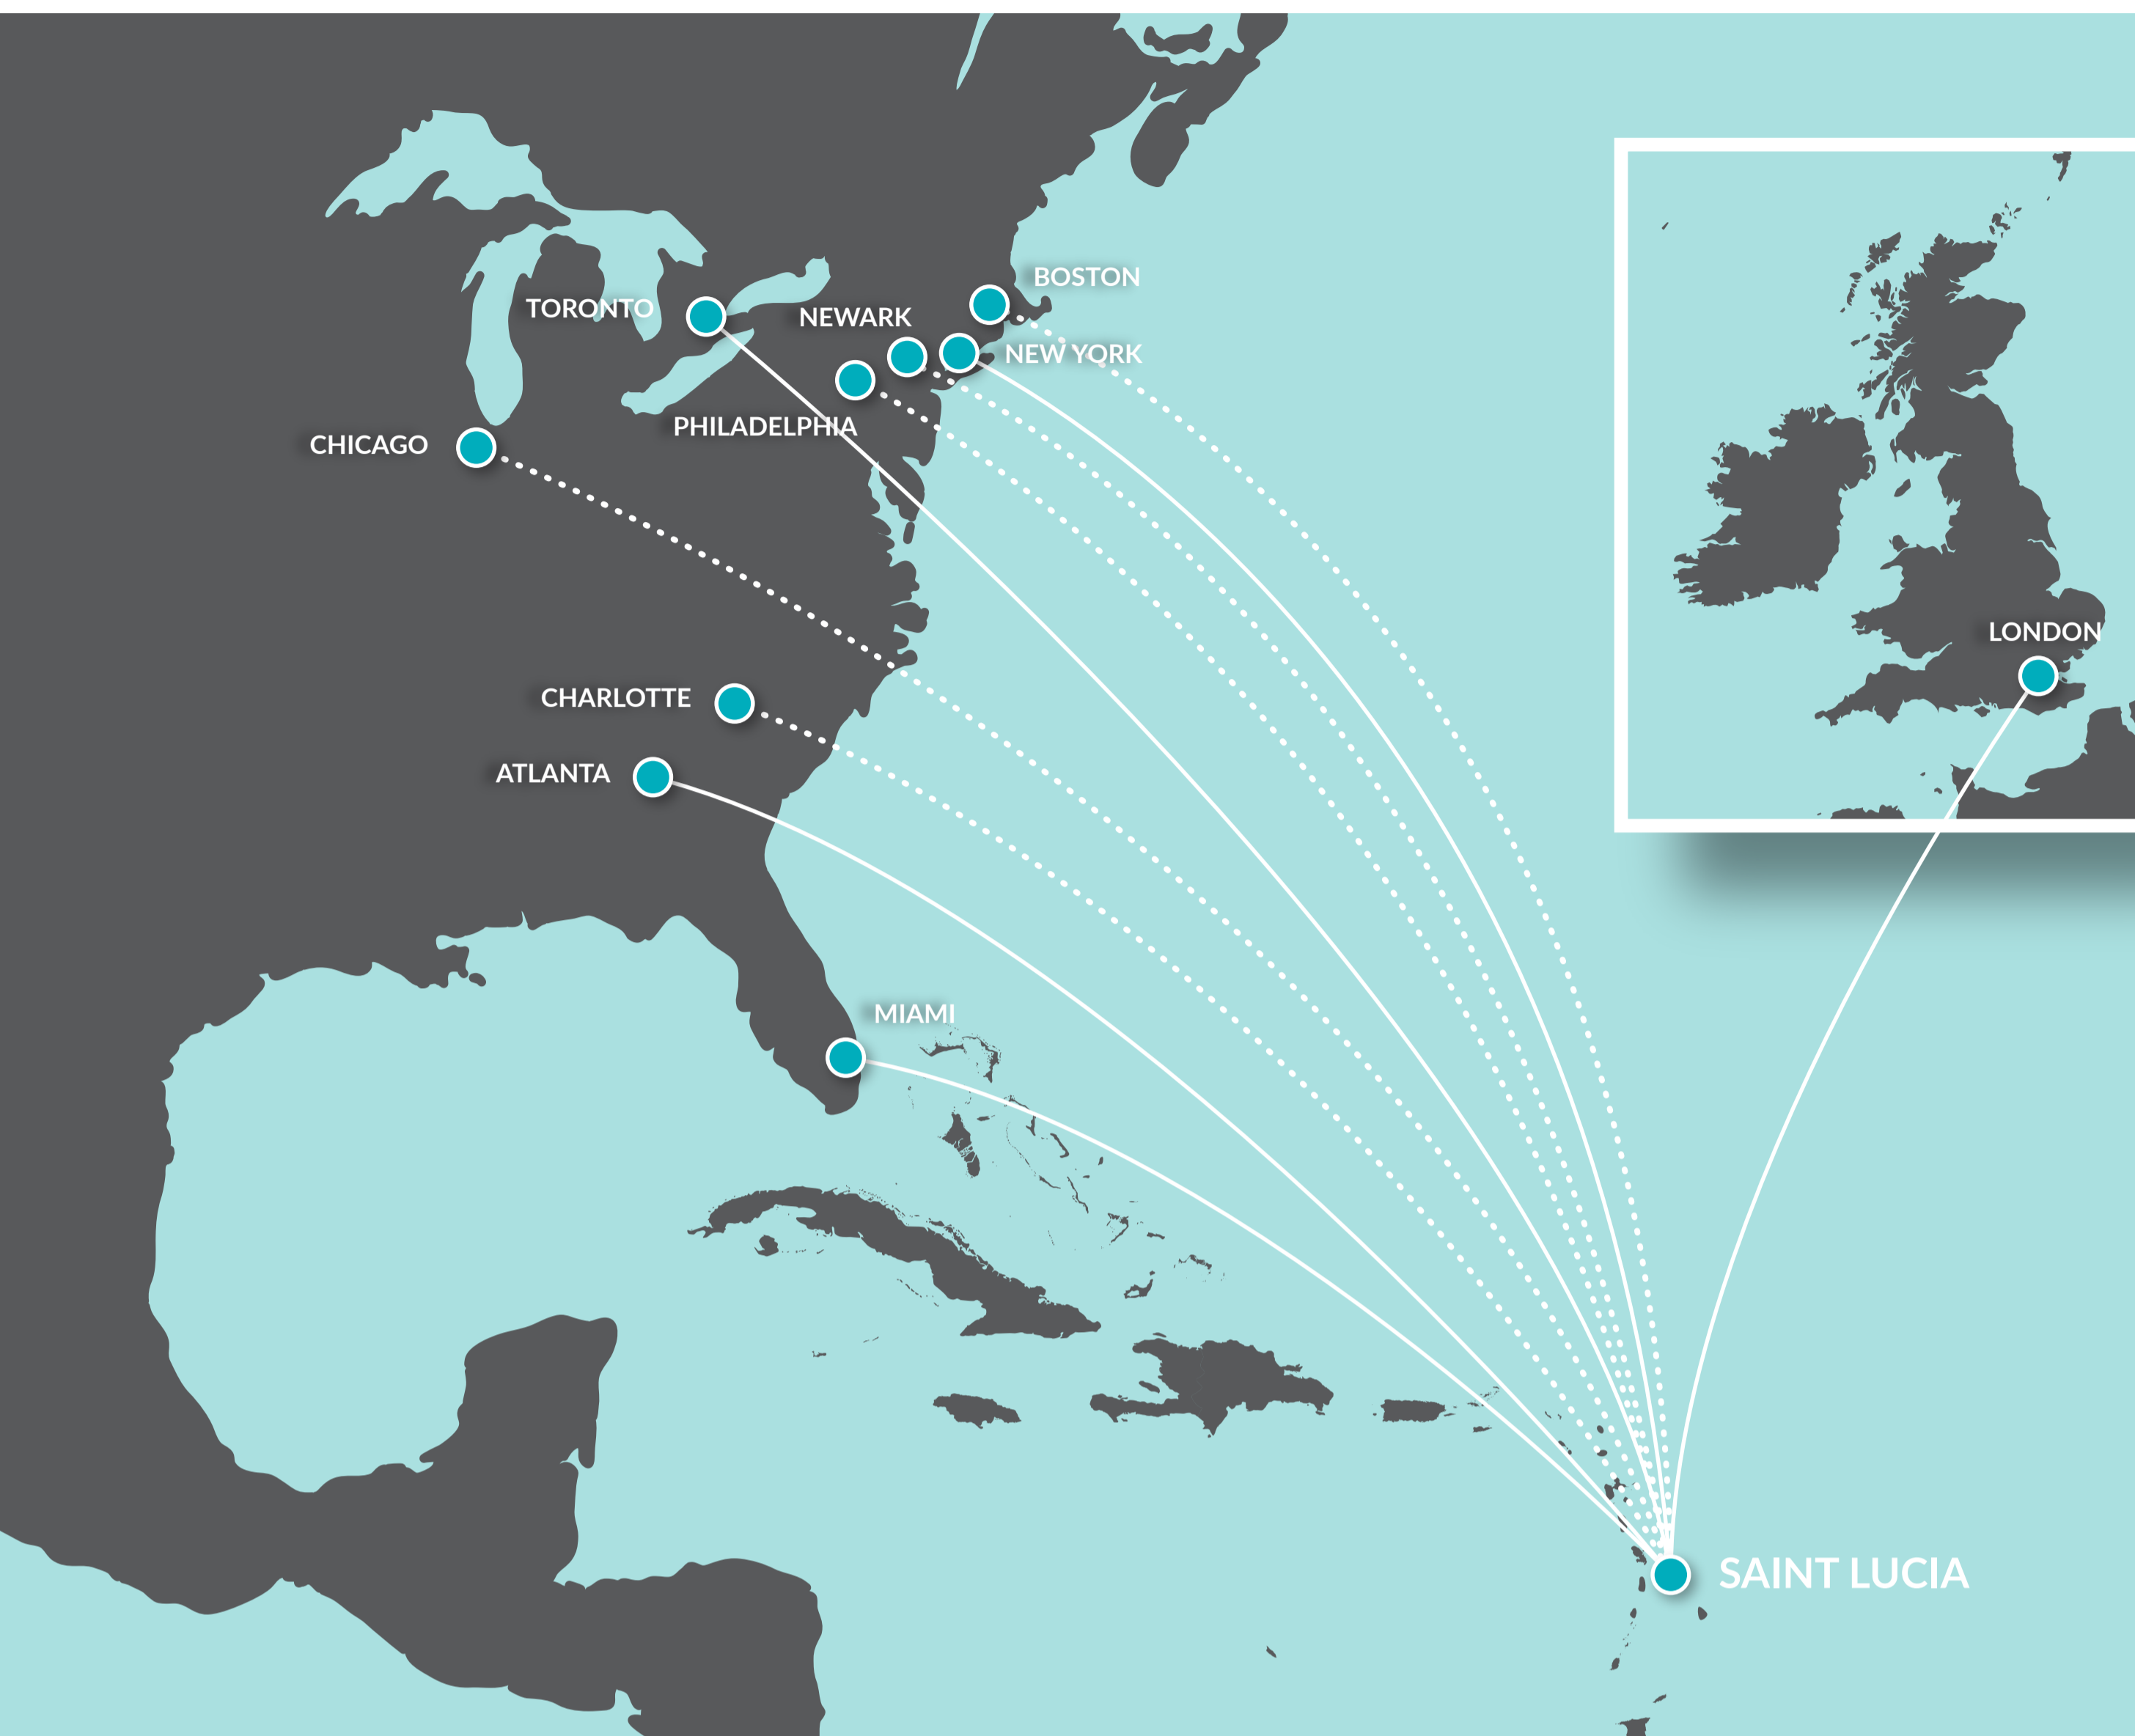 BOSTON
TORONTO
NEWARK
NEW YORK
PHILADELPHIA
CHICAGO
LONDON
CHARLOTTE
ATLANTA
MIAMI
SAINT LUCIA